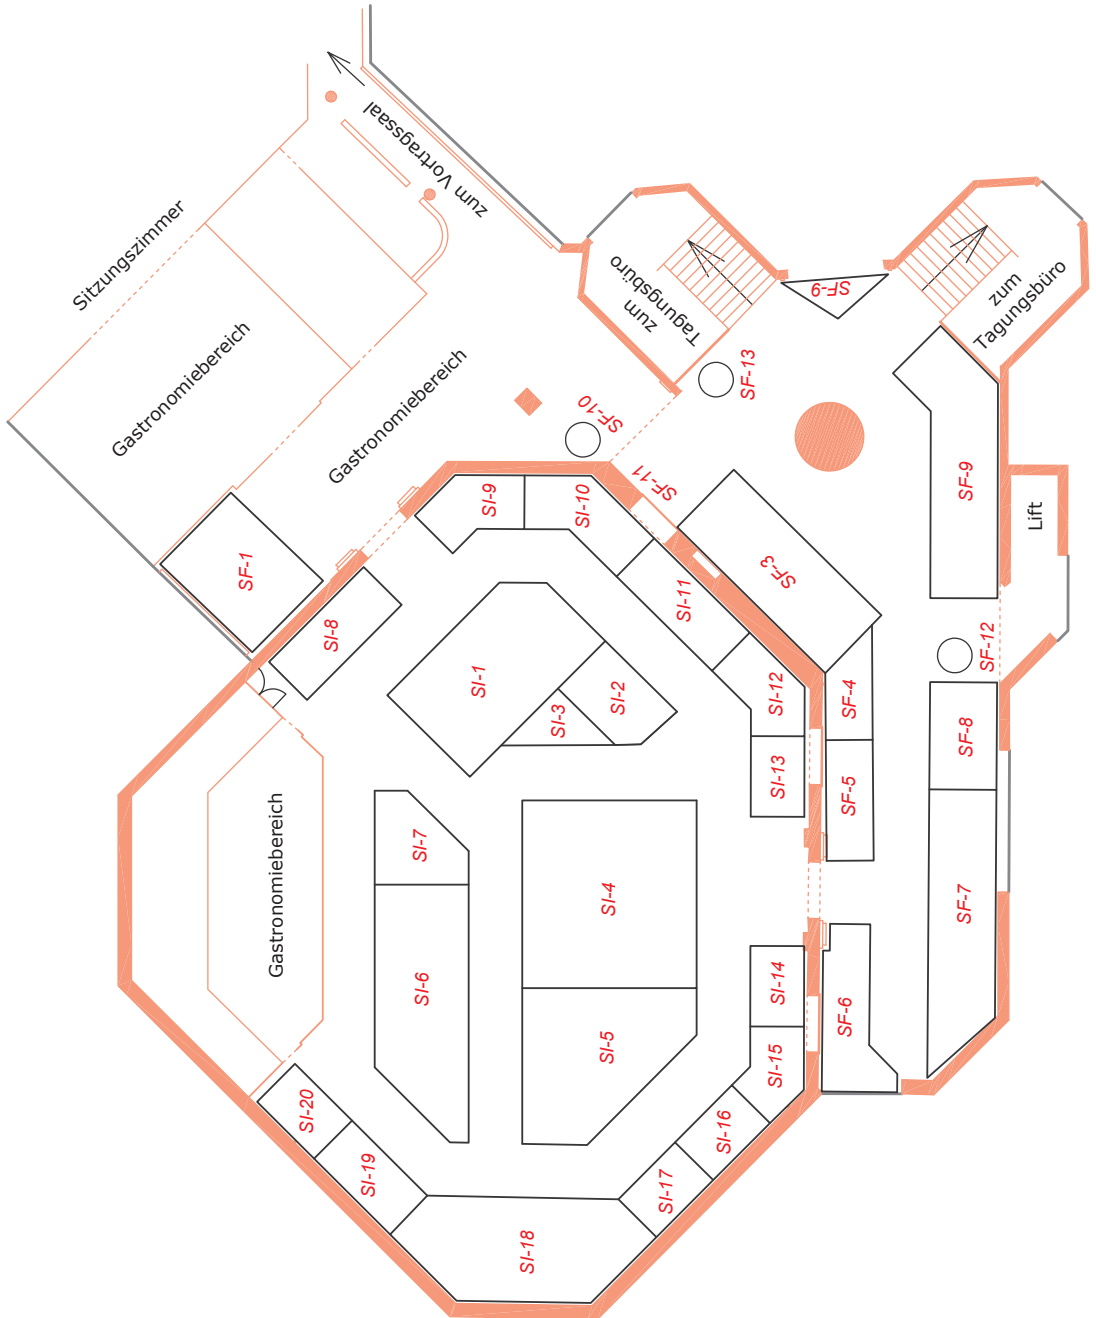 zum Vortragssaal
Sitzungszimmer
Gastronomiebereich
Gastronomiebereich
zum
Tagungsbüro
zum
Tagungsbüro
SF-9
SF-13
SF-10
SF-11
SF-9
Lift
SF-1
SI-9
SI-10
SF-3
SI-11
SI-8
SI-1
SI-2
SI-3
SI-12
SF-4
SF-12
SF-8
SI-13
SF-5
Gastronomiebereich
SI-7
SI-4
SF-7
SI-6
SI-14
SF-6
SI-5
SI-15
SI-20
SI-16
SI-19
SI-17
SI-18